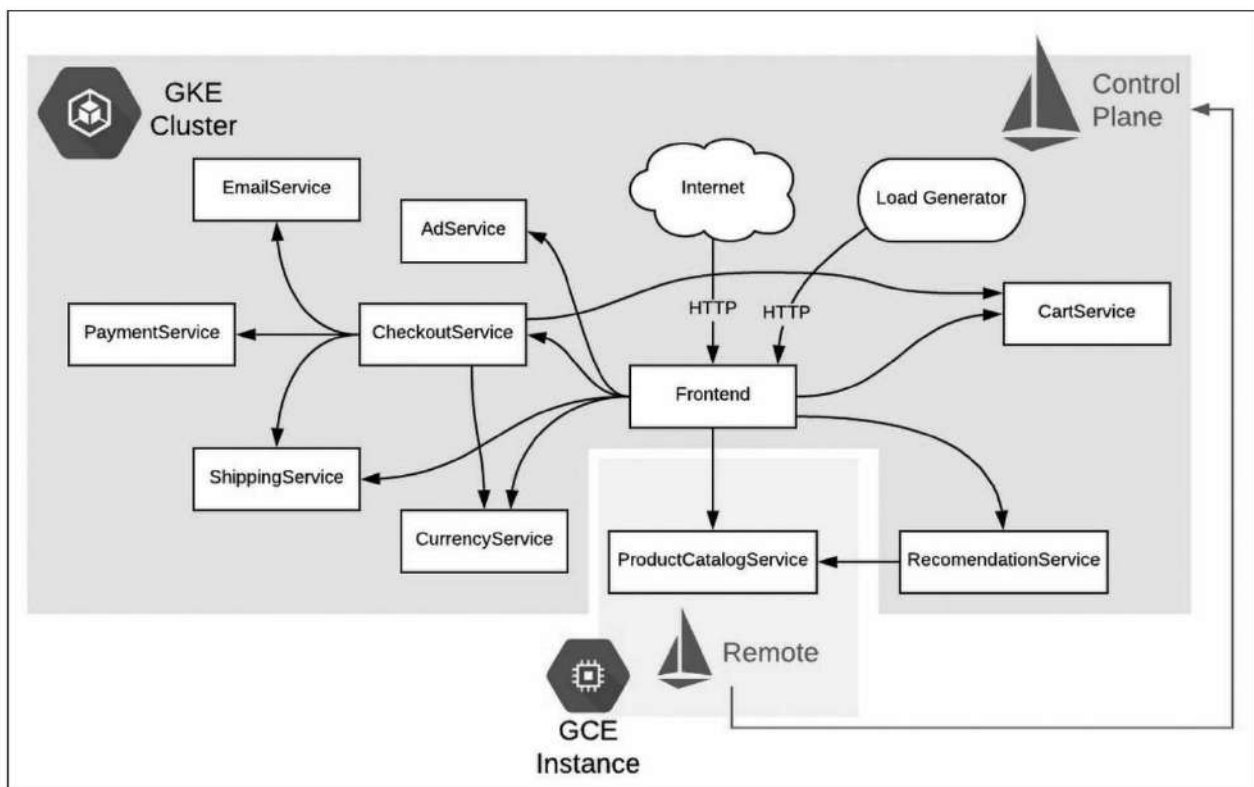 GKE
Cluster
Control
Plane
EmailService
Internet
Load Generator
AdService
HTTP
HTTP
PaymentService
CheckoutService
CartService
Frontend
ShippingService
CurrencyService
ProductCatalogService
RecomendationService
Remote
GCE
Instance